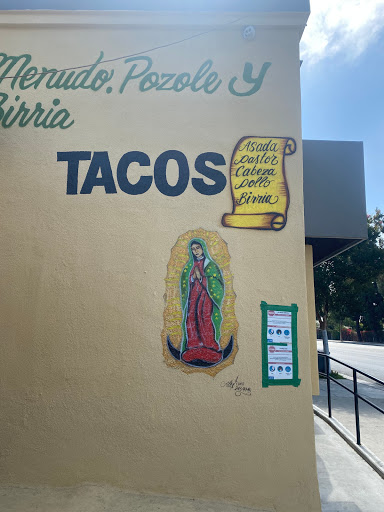 Menudo, Pozole y
Birria
TACOS
Asada
pastor
Cabeza
pollo
Birria